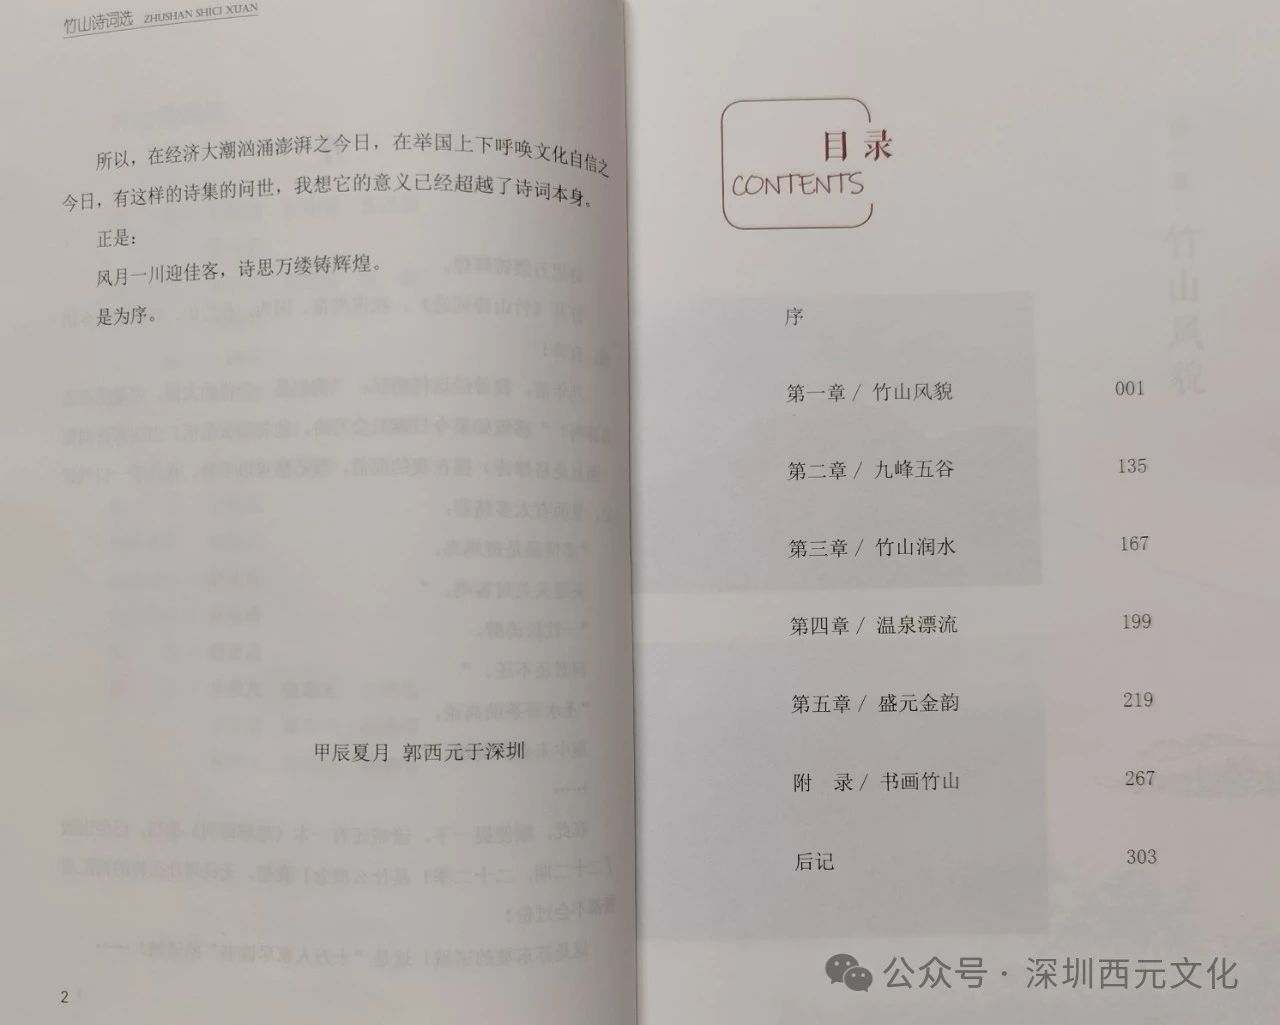 竹山诗词选 ZHUSHAN SHICI XUAN
所以，在经济大潮汹涌澎湃之今日，在举国上下呼唤文化自信之
今日，有这样的诗集的问世，我想它的意义已经超越了诗词本身。
正是：
风月一川迎佳客，诗思万缕铸辉煌。
是为序。
甲辰夏月 郭西元于深圳
2
目录
CONTENTS
序
第一章 / 竹山风貌 001
第二章 / 九峰五谷 135
第三章 / 竹山润水 167
第四章 / 温泉漂流 199
第五章 / 盛元金韵 219
附 录 / 书画竹山 267
后记 303
竹山风貌
公众号 · 深圳西元文化